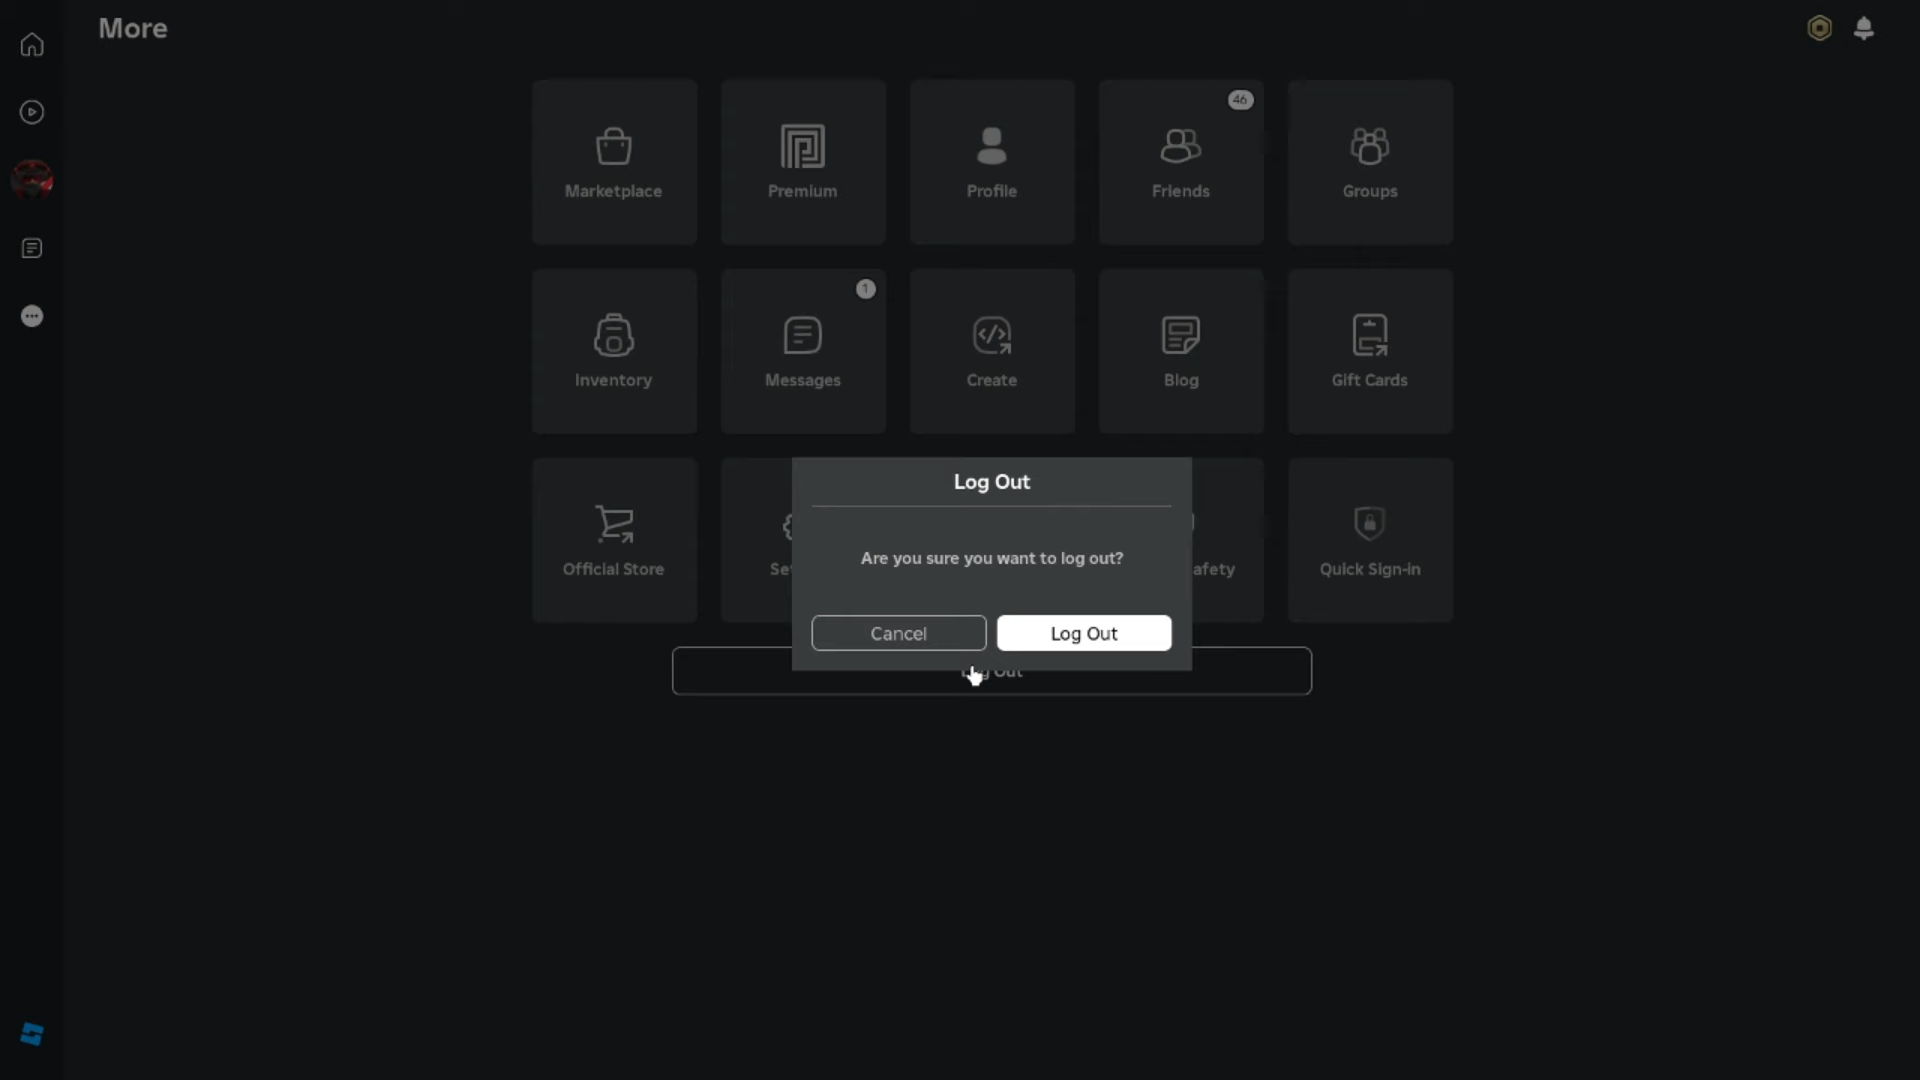 More
46
Marketplace
Premium
Profile
Friends
Groups
1
Inventory
Messages
Create
Blog
Gift Cards
Log Out
Are you sure you want to log out?
Official Store
Quick Sign-in
Cancel
Log Out
Out